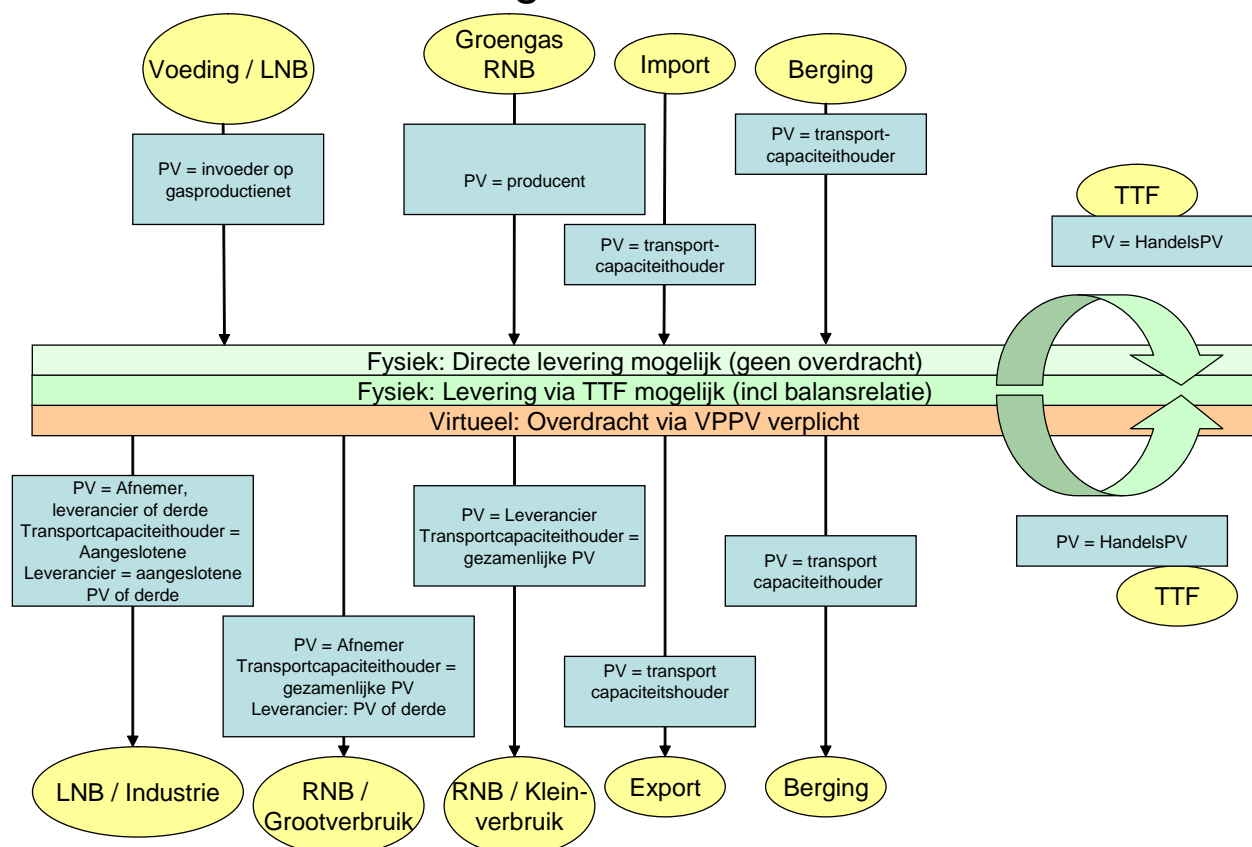 Voeding / LNB
Groengas
RNB
Import
Berging
PV = invoeder op
gasproductienet
PV = producent
PV = transport-
capaciteithouder
PV = transport-
capaciteithouder
TTF
PV = HandelsPV
Fysiek: Directe levering mogelijk (geen overdracht)
Fysiek: Levering via TTF mogelijk (incl balansrelatie)
Virtueel: Overdracht via VPPV verplicht
PV = Afnemer,
leverancier of derde
Transportcapaciteithouder =
Aangeslotene
Leverancier = aangeslotene
PV of derde
PV = Afnemer
Transportcapaciteithouder =
gezamenlijke PV
Leverancier: PV of derde
PV = Leverancier
Transportcapaciteithouder =
gezamenlijke PV
PV = transport
capaciteitshouder
PV = transport
capaciteithouder
PV = HandelsPV
TTF
LNB / Industrie
RNB /
Grootverbruik
RNB / Klein-
verbruik
Export
Berging